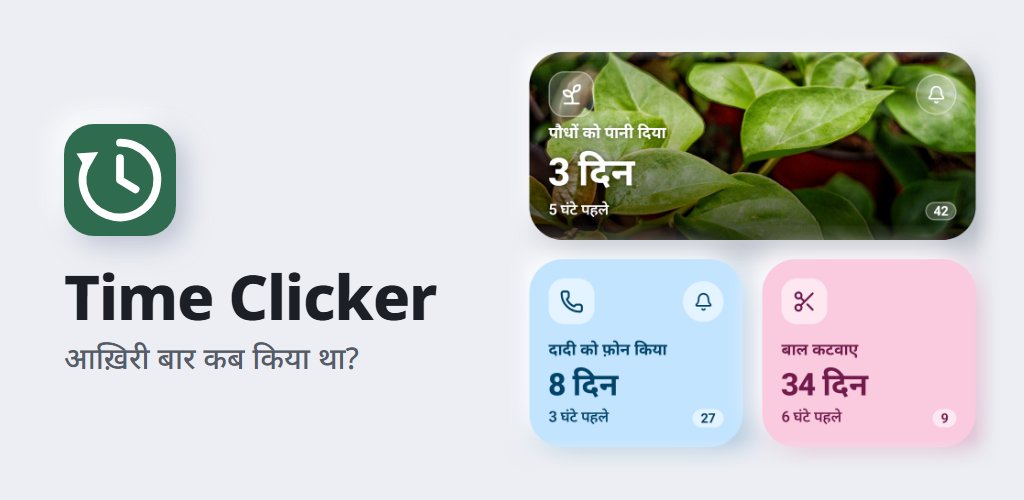 Time Clicker
आख़िरी बार कब किया था?
पौधों को पानी दिया
3 दिन
5 घंटे पहले
42
दादी को फ़ोन किया
8 दिन
3 घंटे पहले
27
बाल कटवाए
34 दिन
6 घंटे पहले
9